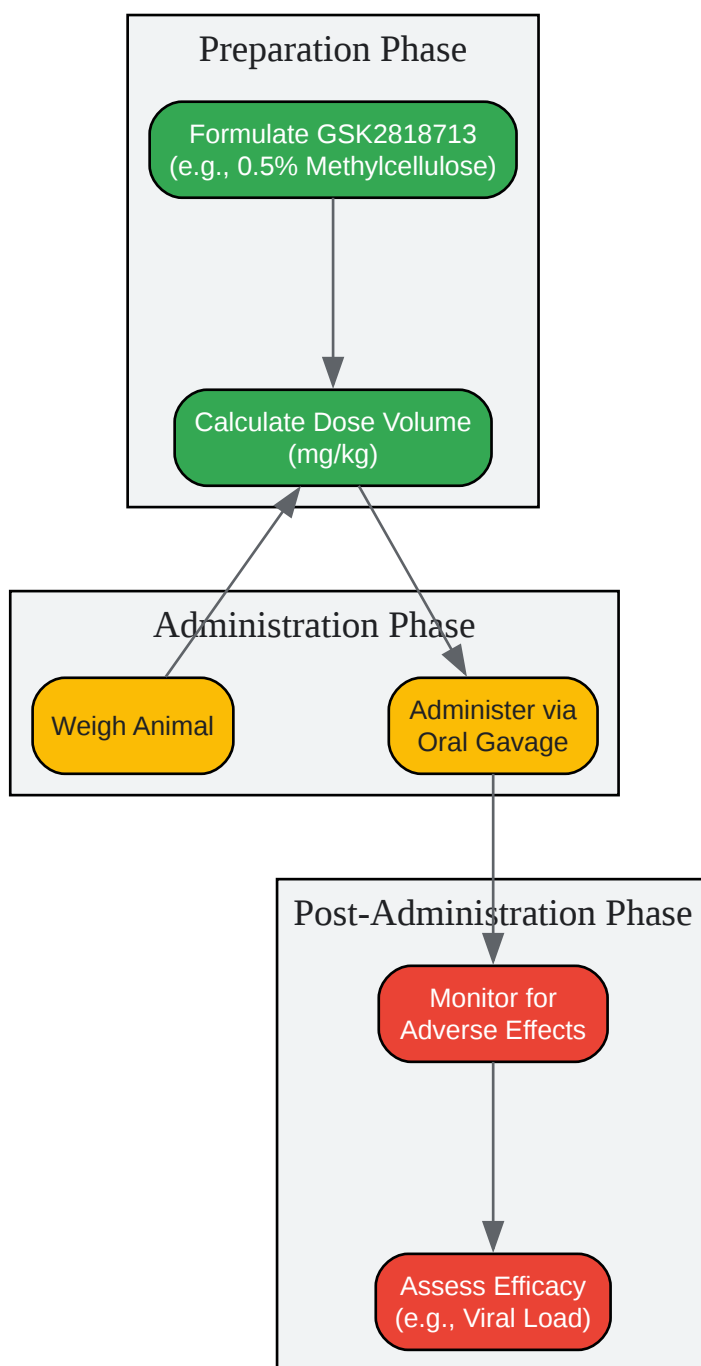 Preparation Phase
Formulate GSK2818713
(e.g., 0.5% Methylcellulose)
Calculate Dose Volume
(mg/kg)
Administration Phase
Weigh Animal
Administer via
Oral Gavage
Post-Administration Phase
Monitor for
Adverse Effects
Assess Efficacy
(e.g., Viral Load)